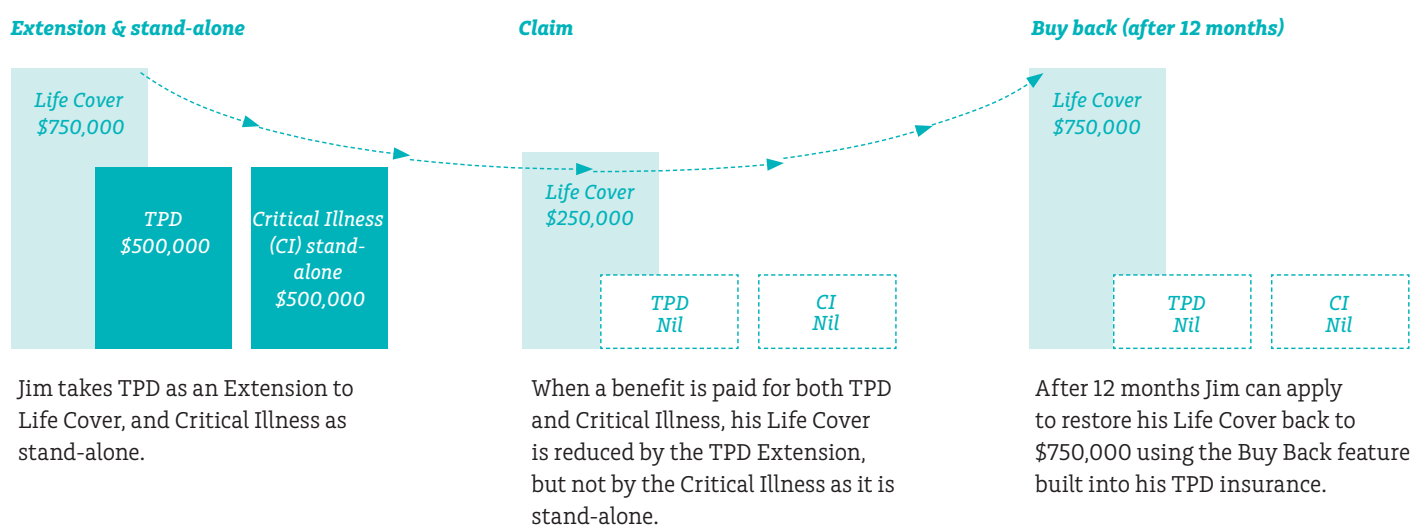 Extension & stand-alone
Life Cover
$750,000
TPD
$500,000
Critical Illness
(CI) stand-
alone
$500,000
Jim takes TPD as an Extension to
Life Cover, and Critical Illness as
stand-alone.
Claim
Life Cover
$250,000
TPD
Nil
CI
Nil
When a benefit is paid for both TPD
and Critical Illness, his Life Cover
is reduced by the TPD Extension,
but not by the Critical Illness as it is
stand-alone.
Buy back (after 12 months)
Life Cover
$750,000
TPD
Nil
CI
Nil
After 12 months Jim can apply
to restore his Life Cover back to
$750,000 using the Buy Back feature
built into his TPD insurance.